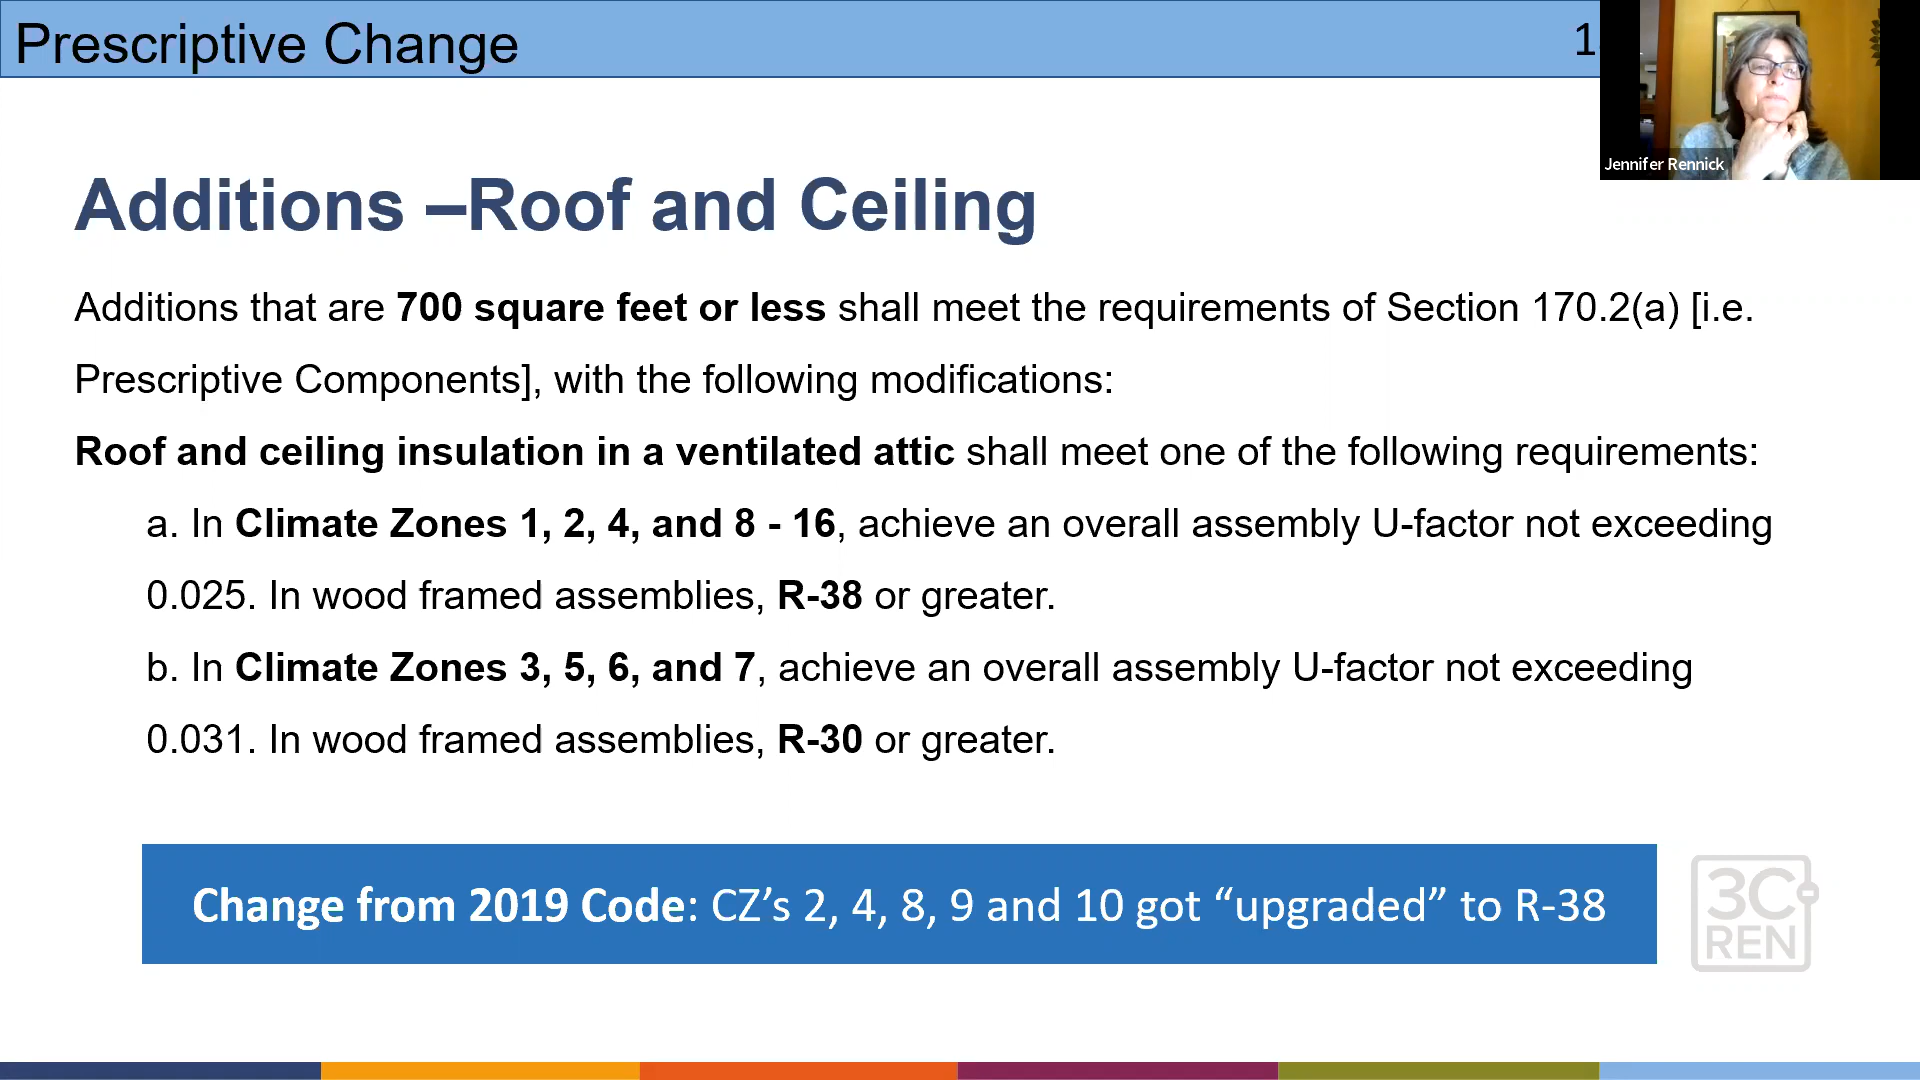 Prescriptive Change
Jennifer Rennick
Additions –Roof and Ceiling
Additions that are 700 square feet or less shall meet the requirements of Section 170.2(a) [i.e.
Prescriptive Components], with the following modifications:
Roof and ceiling insulation in a ventilated attic shall meet one of the following requirements:
a. In Climate Zones 1, 2, 4, and 8 - 16, achieve an overall assembly U-factor not exceeding
0.025. In wood framed assemblies, R-38 or greater.
b. In Climate Zones 3, 5, 6, and 7, achieve an overall assembly U-factor not exceeding
0.031. In wood framed assemblies, R-30 or greater.
Change from 2019 Code: CZ’s 2, 4, 8, 9 and 10 got “upgraded” to R-38
3C-
REN